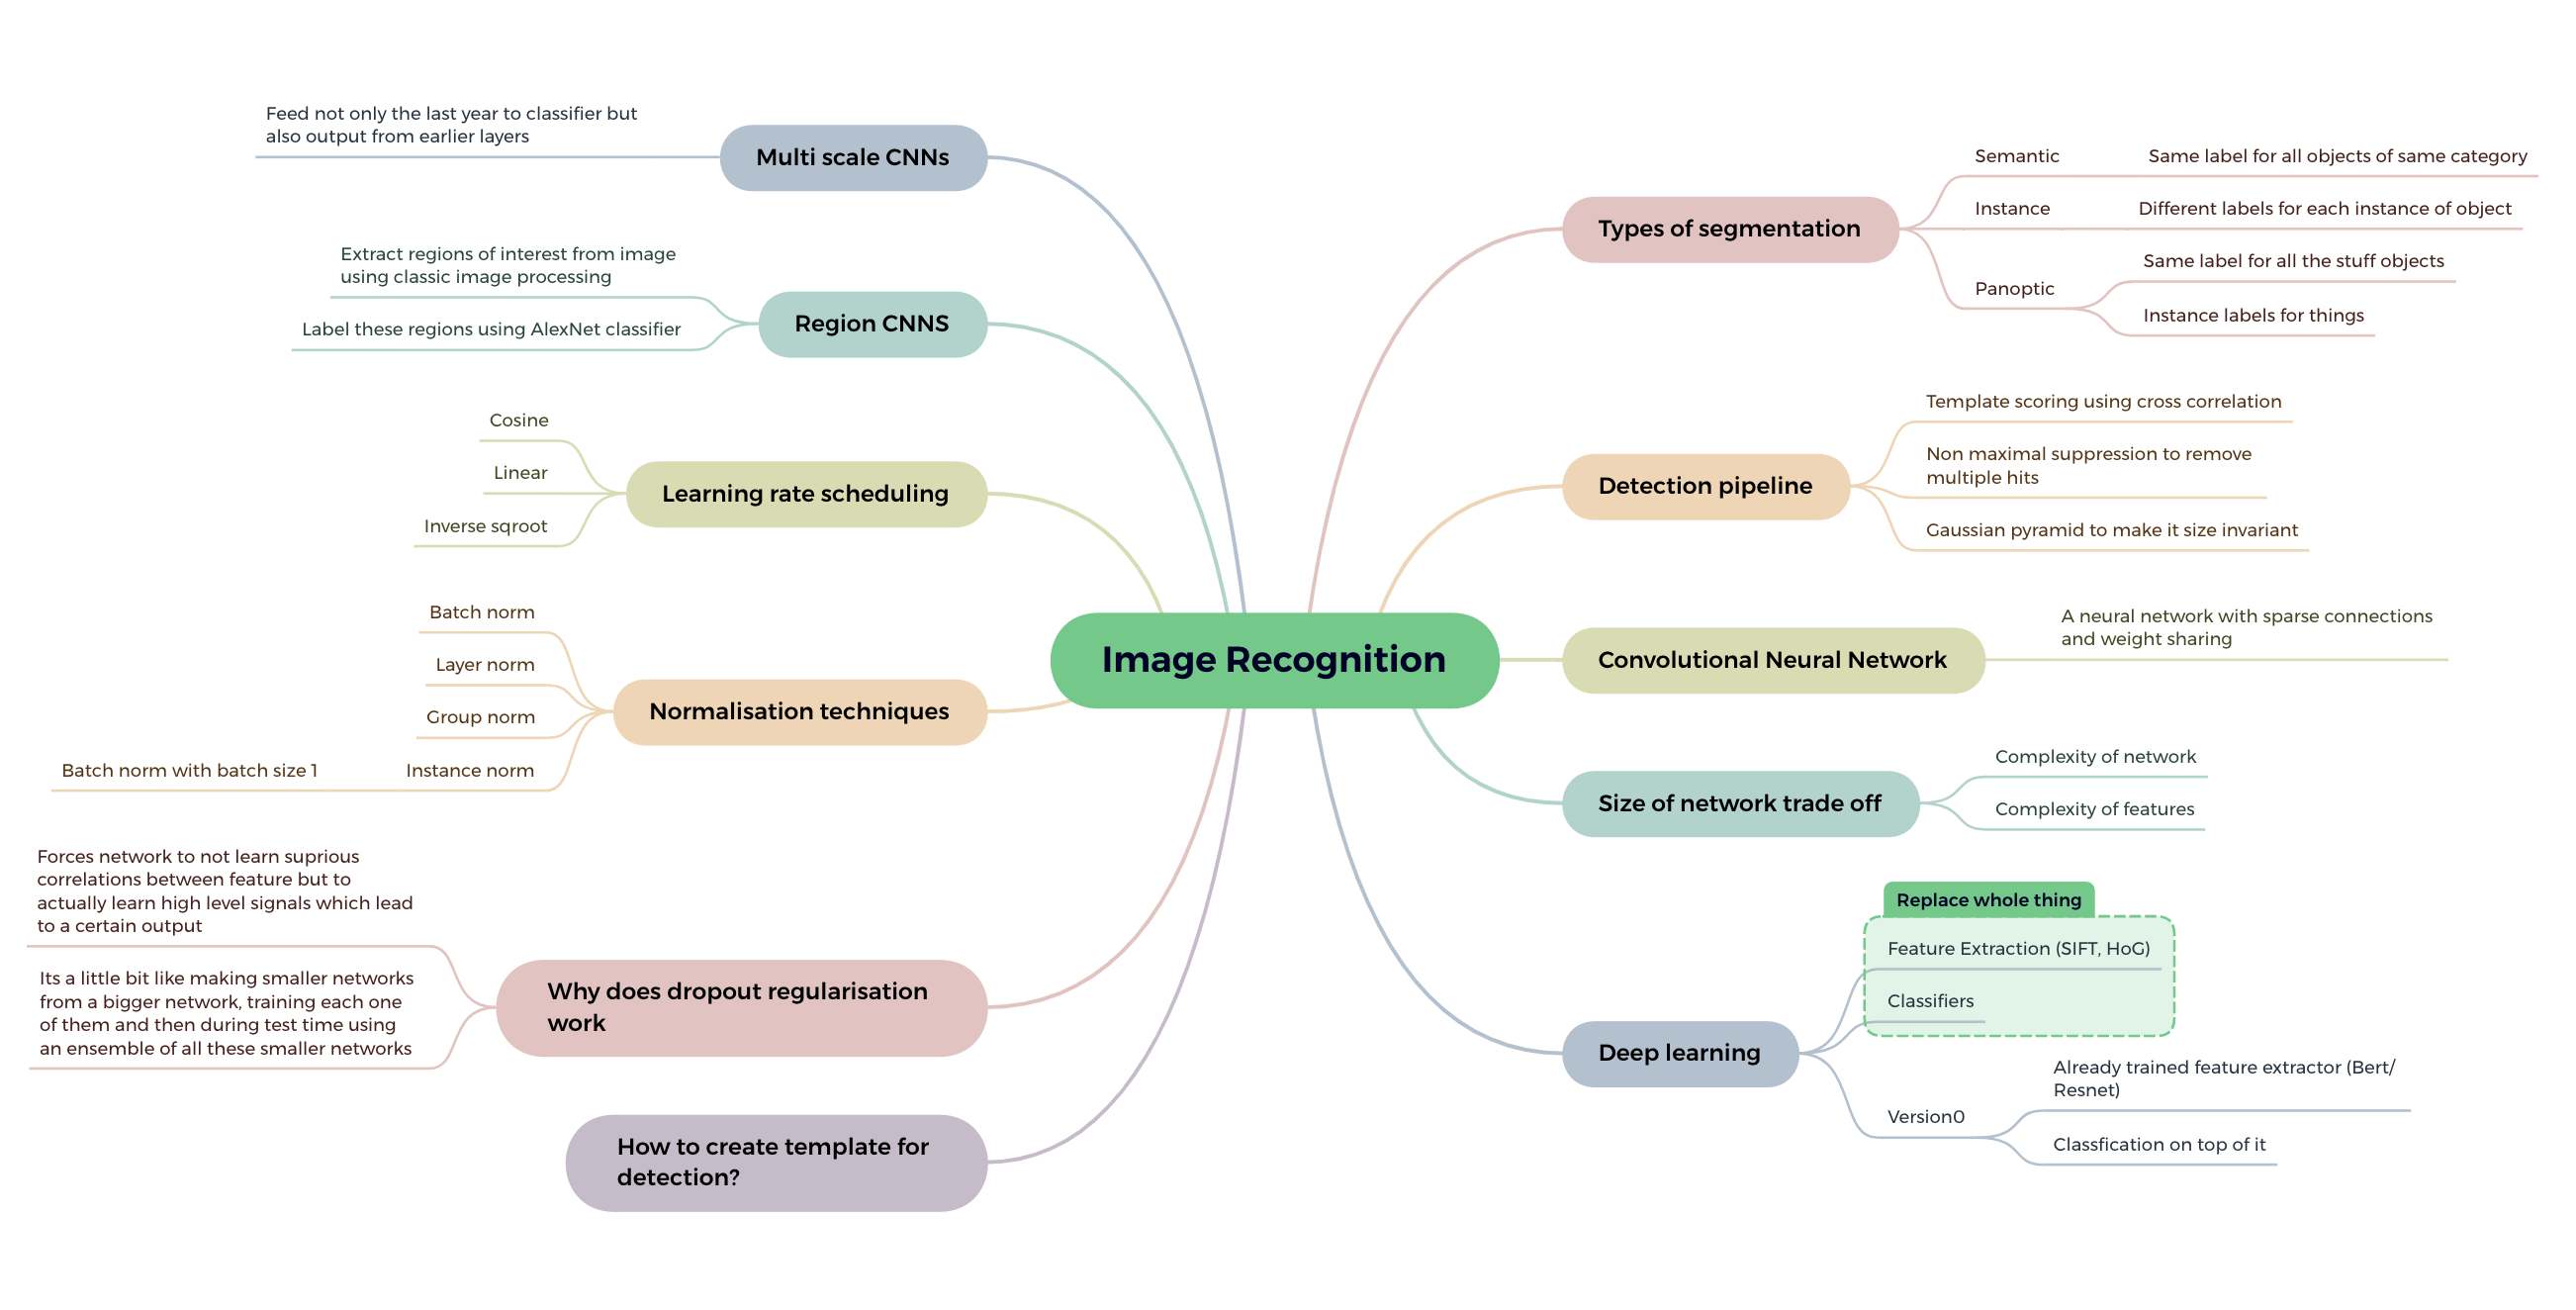 Image Recognition
Multi scale CNNs
Feed not only the last year to classifier but
also output from earlier layers
Region CNNS
Extract regions of interest from image
using classic image processing
Label these regions using AlexNet classifier
Learning rate scheduling
Cosine
Linear
Inverse sqroot
Normalisation techniques
Batch norm
Layer norm
Group norm
Instance norm
Batch norm with batch size 1
Why does dropout regularisation
work
Forces network to not learn suprious
correlations between feature but to
actually learn high level signals which lead
to a certain output
Its a little bit like making smaller networks
from a bigger network, training each one
of them and then during test time using
an ensemble of all these smaller networks
How to create template for
detection?
Types of segmentation
Semantic
Same label for all objects of same category
Instance
Different labels for each instance of object
Panoptic
Same label for all the stuff objects
Instance labels for things
Detection pipeline
Template scoring using cross correlation
Non maximal suppression to remove
multiple hits
Gaussian pyramid to make it size invariant
Convolutional Neural Network
A neural network with sparse connections
and weight sharing
Size of network trade off
Complexity of network
Complexity of features
Deep learning
Replace whole thing
Feature Extraction (SIFT, HoG)
Classifiers
Version0
Already trained feature extractor (Bert/
Resnet)
Classfication on top of it